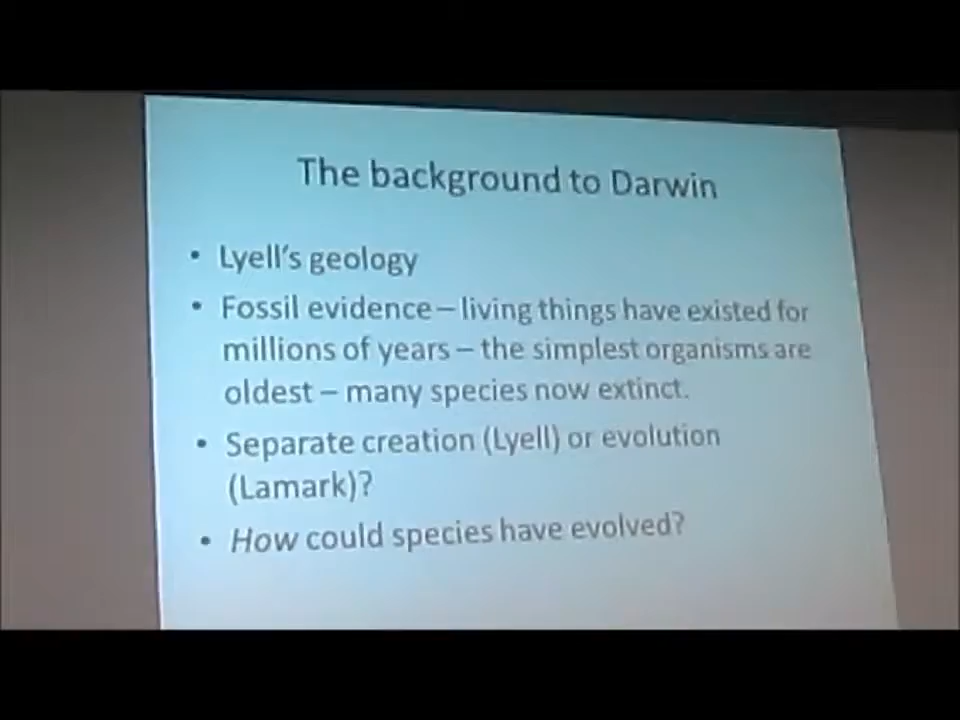 The background to Darwin
• Lyell's geology
• Fossil evidence – living things have existed for
millions of years – the simplest organisms are
oldest – many species now extinct.
• Separate creation (Lyell) or evolution
(Lamark)?
• How could species have evolved?